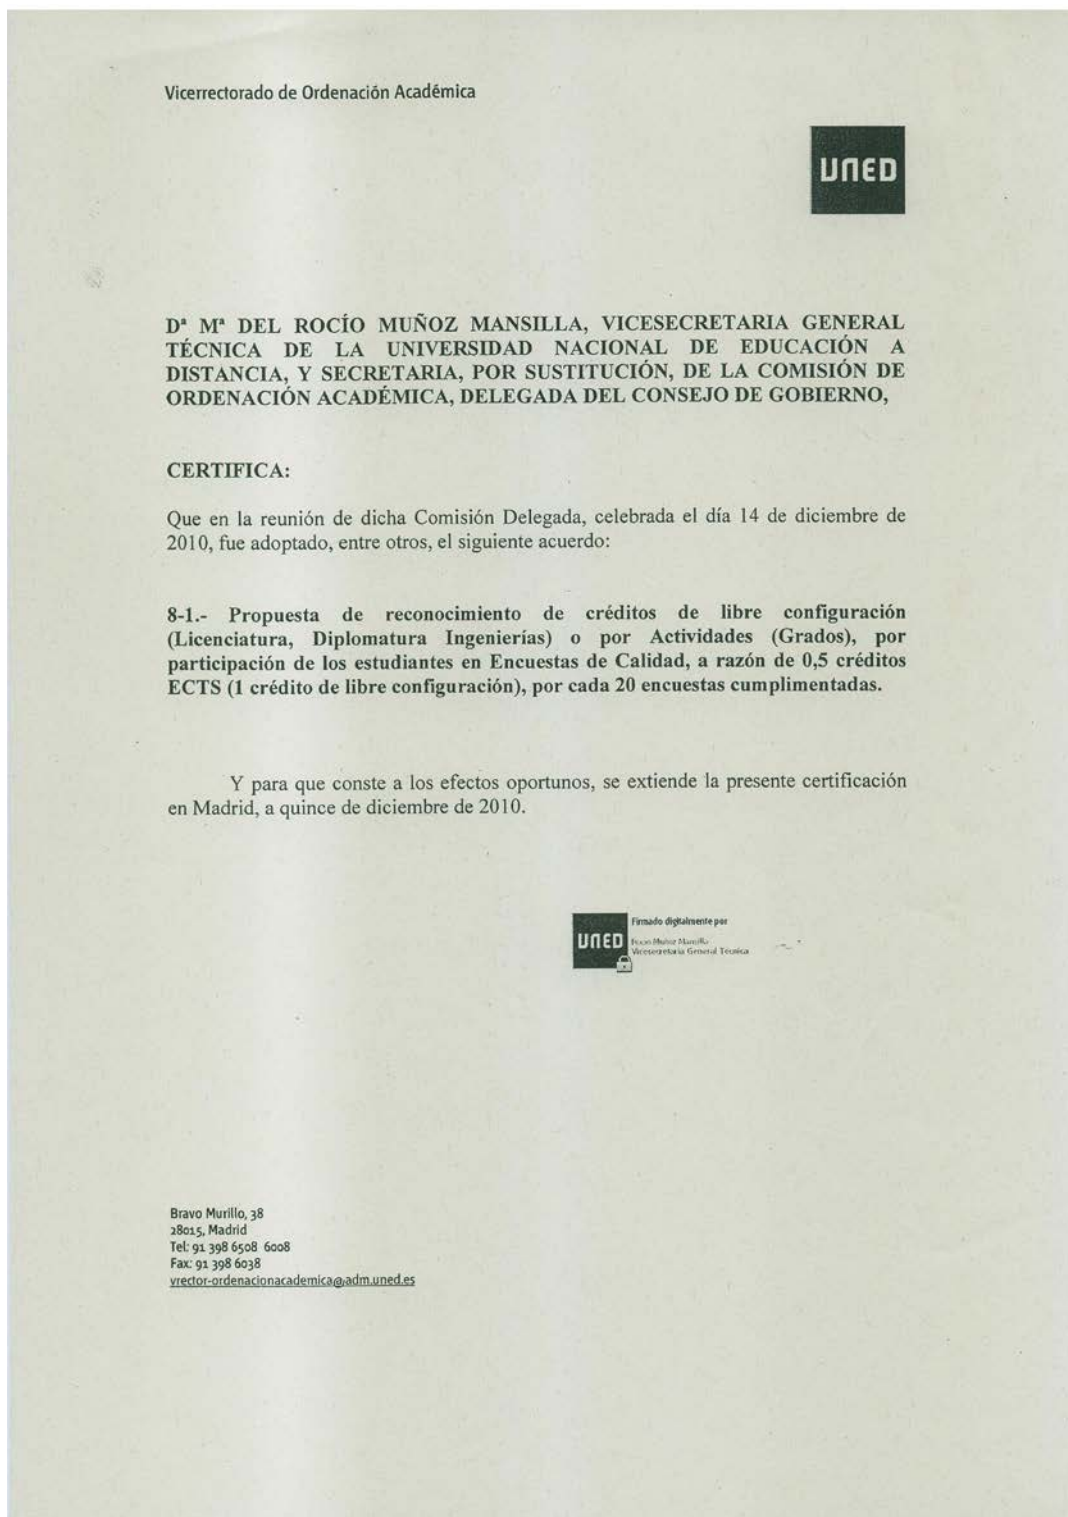 Vicerrectorado de Ordenación Académica
UNED
Dª Mª DEL ROCÍO MUÑOZ MANSILLA, VICESECRETARIA GENERAL
TÉCNICA DE LA UNIVERSIDAD NACIONAL DE EDUCACIÓN A
DISTANCIA, Y SECRETARIA, POR SUSTITUCIÓN, DE LA COMISIÓN DE
ORDENACIÓN ACADÉMICA, DELEGADA DEL CONSEJO DE GOBIERNO,
CERTIFICA:
Que en la reunión de dicha Comisión Delegada, celebrada el día 14 de diciembre de
2010, fue adoptado, entre otros, el siguiente acuerdo:
8-1.- Propuesta de reconocimiento de créditos de libre configuración
(Licenciatura, Diplomatura Ingenierías) o por Actividades (Grados), por
participación de los estudiantes en Encuestas de Calidad, a razón de 0,5 créditos
ECTS (1 crédito de libre configuración), por cada 20 encuestas cumplimentadas.
Y para que conste a los efectos oportunos, se extiende la presente certificación
en Madrid, a quince de diciembre de 2010.
Firmado digitalmente por
UNED
Rocío Muñoz Mansilla
Vicesecretaria General Técnica
Bravo Murillo, 38
28015, Madrid
Tel: 91 398 6508 6008
Fax: 91 398 6038
vrector-ordenacionacademica@adm.uned.es